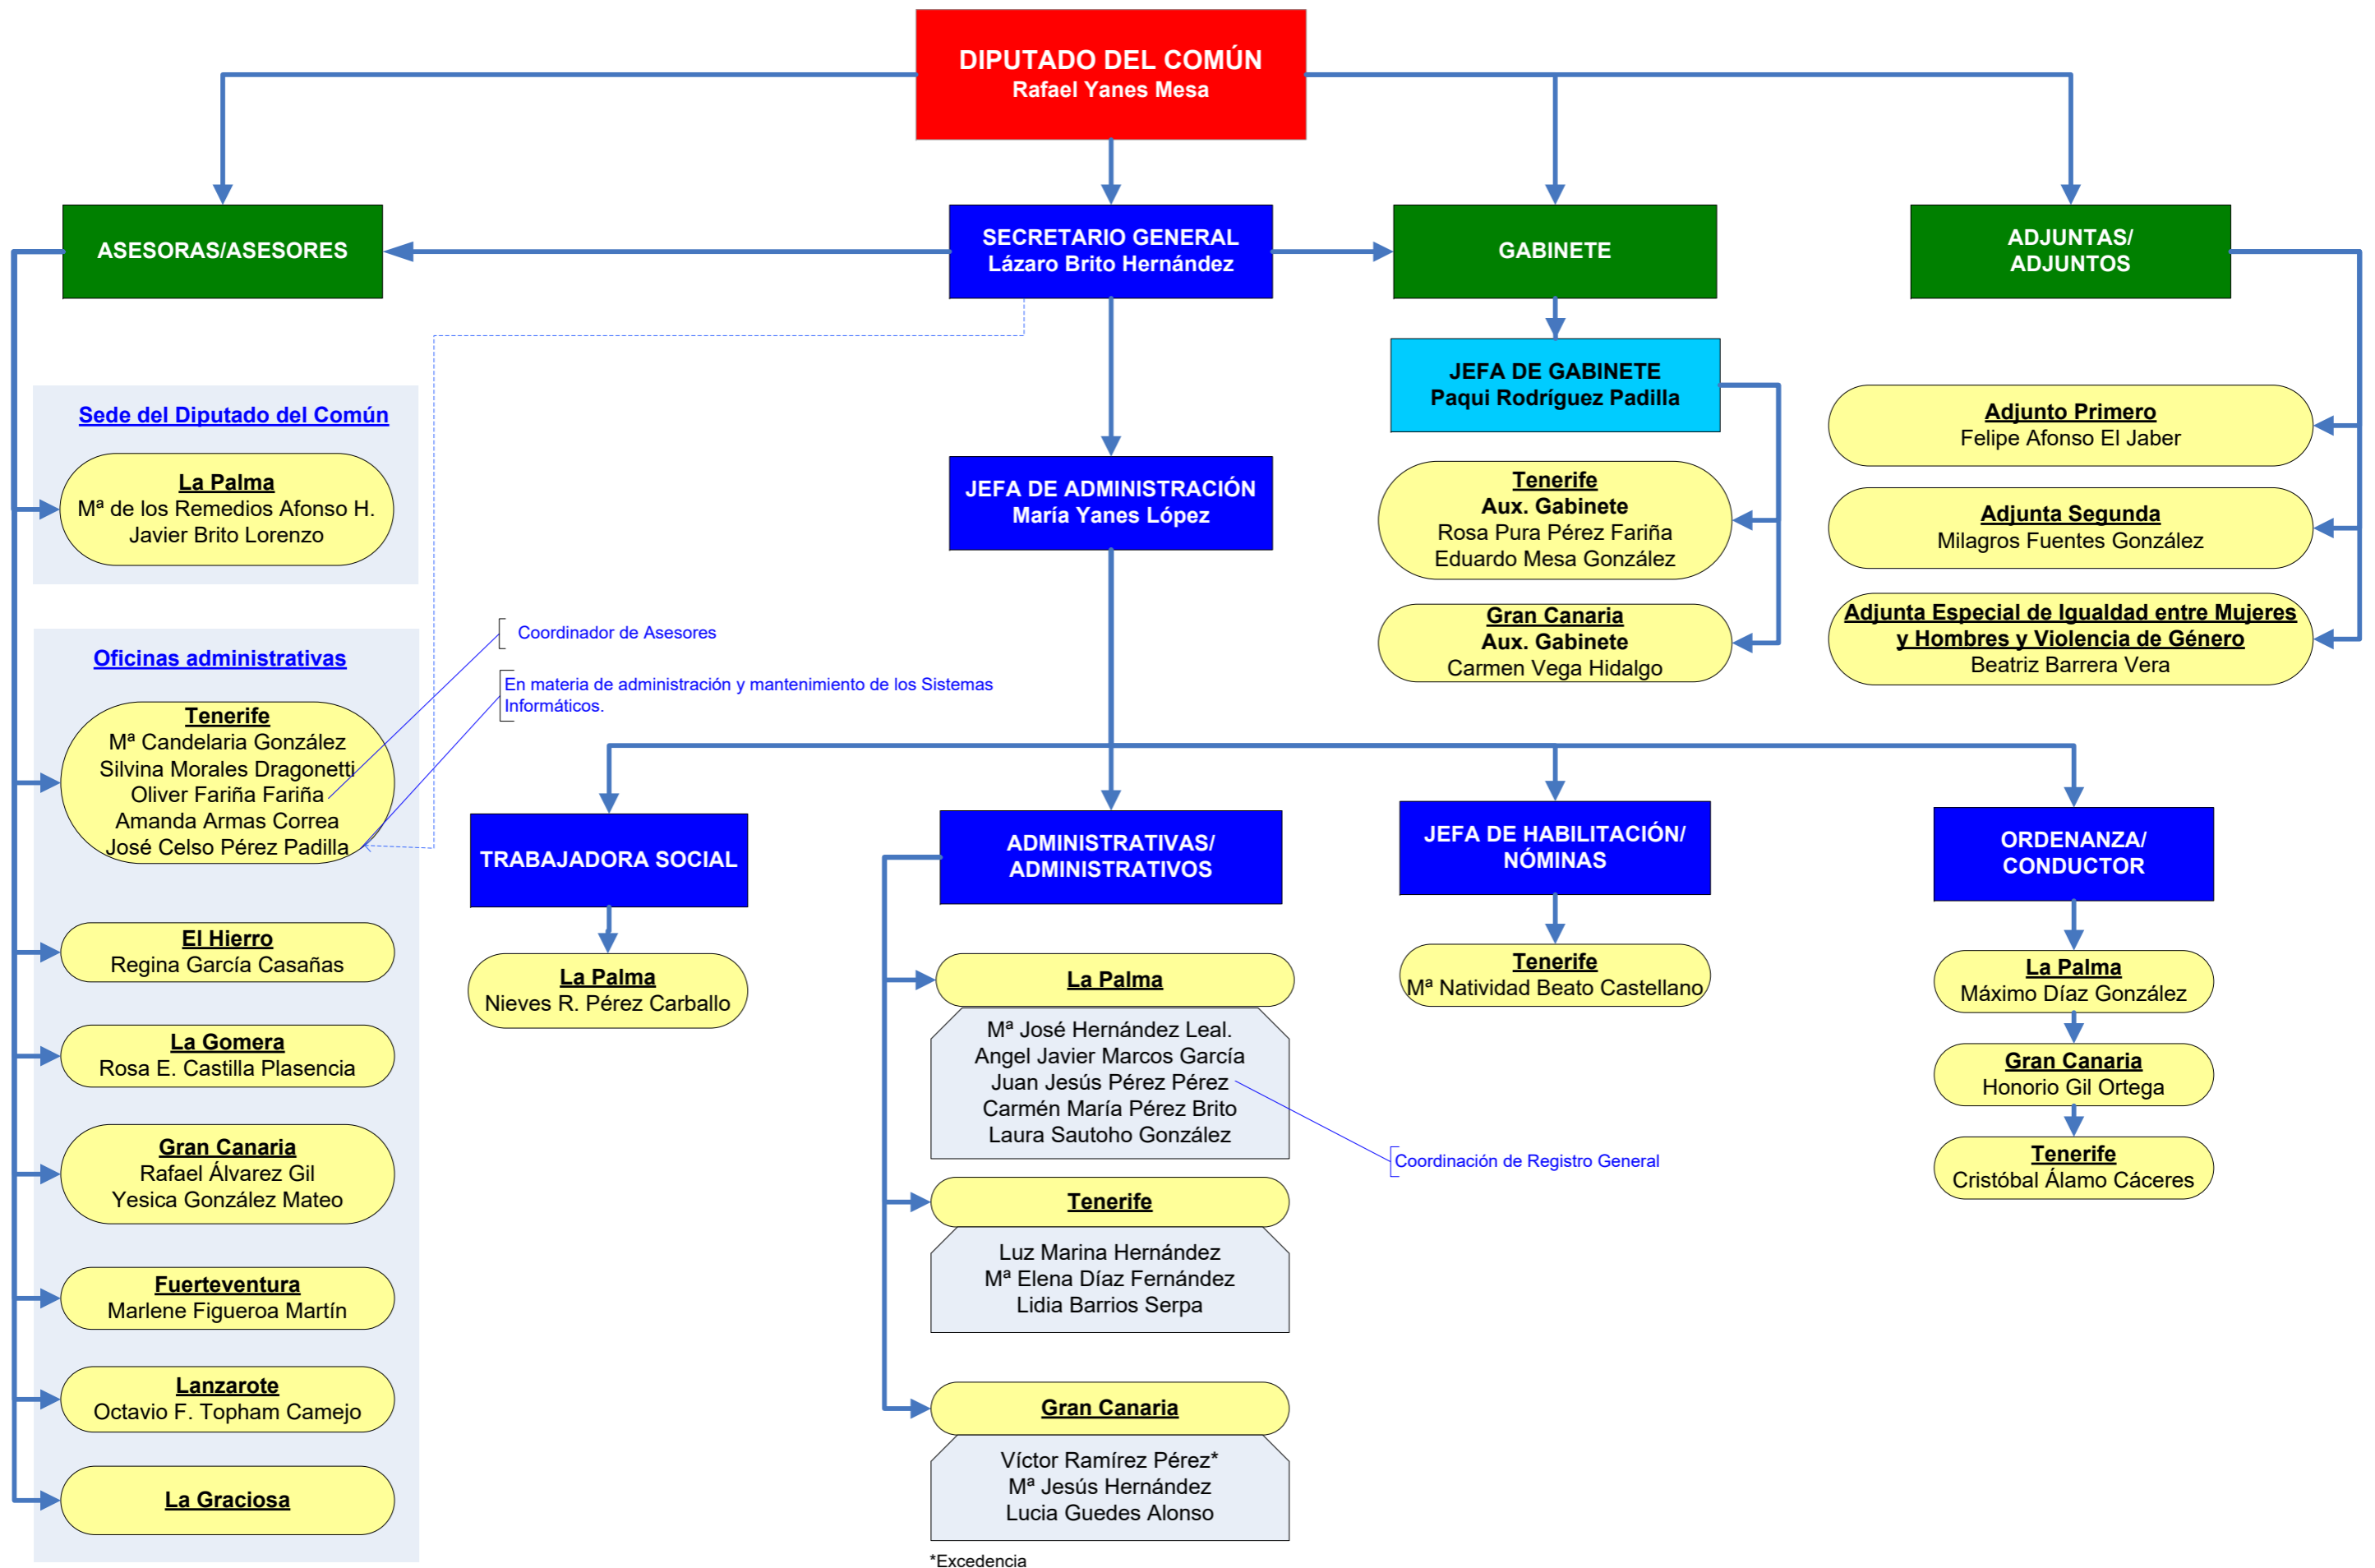 DIPUTADO DEL COMÚN
Rafael Yanes Mesa
ASESORAS/ASESORES
SECRETARIO GENERAL
Lázaro Brito Hernández
GABINETE
ADJUNTAS/
ADJUNTOS
JEFA DE GABINETE
Paqui Rodríguez Padilla
Sede del Diputado del Común
La Palma
Mª de los Remedios Afonso H.
Javier Brito Lorenzo
JEFA DE ADMINISTRACIÓN
María Yanes López
Tenerife
Aux. Gabinete
Rosa Pura Pérez Fariña
Eduardo Mesa González
Gran Canaria
Aux. Gabinete
Carmen Vega Hidalgo
Adjunto Primero
Felipe Afonso El Jaber
Adjunta Segunda
Milagros Fuentes González
Adjunta Especial de Igualdad entre Mujeres
y Hombres y Violencia de Género
Beatriz Barrera Vera
Coordinador de Asesores
En materia de administración y mantenimiento de los Sistemas
Informáticos.
Oficinas administrativas
Tenerife
Mª Candelaria González
Silvina Morales Dragonetti
Oliver Fariña Fariña
Amanda Armas Correa
José Celso Pérez Padilla
El Hierro
Regina García Casañas
La Gomera
Rosa E. Castilla Plasencia
Gran Canaria
Rafael Álvarez Gil
Yesica González Mateo
Fuerteventura
Marlene Figueroa Martín
Lanzarote
Octavio F. Topham Camejo
La Graciosa
TRABAJADORA SOCIAL
La Palma
Nieves R. Pérez Carballo
ADMINISTRATIVAS/
ADMINISTRATIVOS
La Palma
Mª José Hernández Leal.
Angel Javier Marcos García
Juan Jesús Pérez Pérez
Carmén María Pérez Brito
Laura Sautoho González
Coordinación de Registro General
Tenerife
Luz Marina Hernández
Mª Elena Díaz Fernández
Lidia Barrios Serpa
Gran Canaria
Víctor Ramírez Pérez*
Mª Jesús Hernández
Lucia Guedes Alonso
*Excedencia
JEFA DE HABILITACIÓN/
NÓMINAS
Tenerife
Mª Natividad Beato Castellano
ORDENANZA/
CONDUCTOR
La Palma
Máximo Díaz González
Gran Canaria
Honorio Gil Ortega
Tenerife
Cristóbal Álamo Cáceres